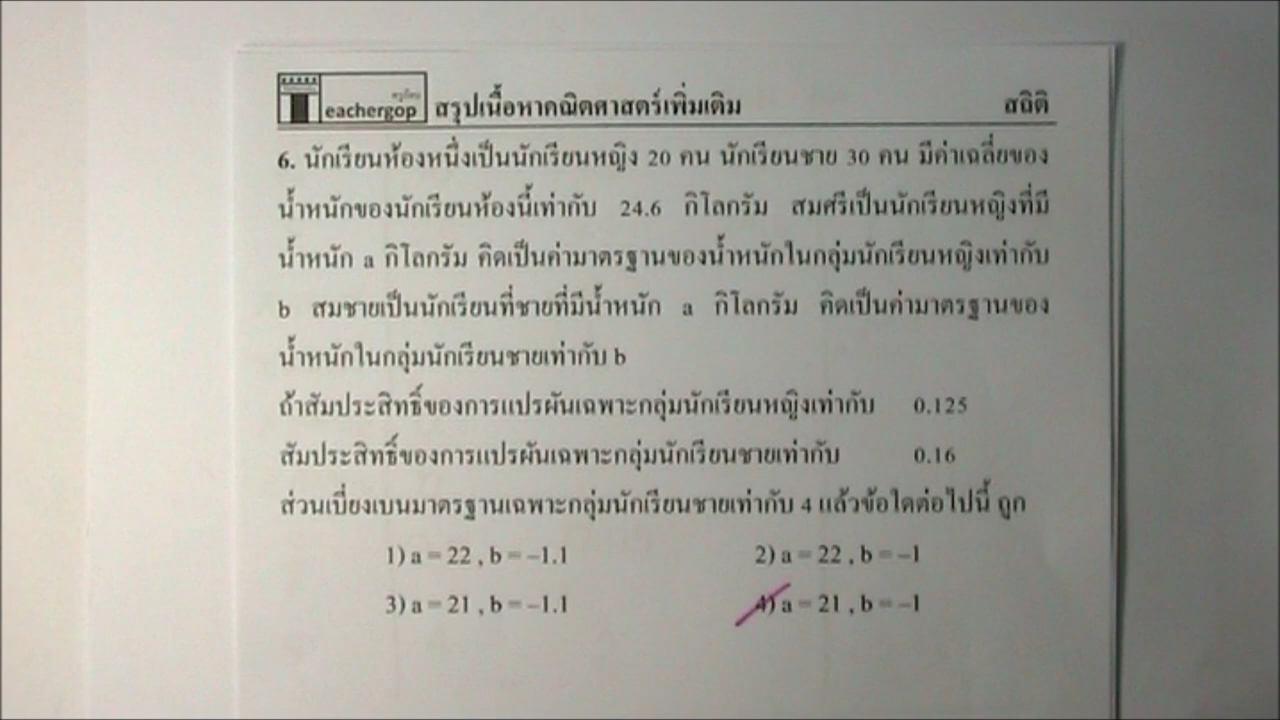 ครูก๊อบ
eachergop สรุปเนื้อหาคณิตศาสตร์เพิ่มเติม สถิติ
6. นักเรียนห้องหนึ่งเป็นนักเรียนหญิง 20 คน นักเรียนชาย 30 คน มีค่าเฉลี่ยของ
น้ำหนักของนักเรียนห้องนี้เท่ากับ 24.6 กิโลกรัม สมศรีเป็นนักเรียนหญิงที่มี
น้ำหนัก a กิโลกรัม คิดเป็นค่ามาตรฐานของน้ำหนักในกลุ่มนักเรียนหญิงเท่ากับ
b สมชายเป็นนักเรียนที่ชายที่มีน้ำหนัก a กิโลกรัม คิดเป็นค่ามาตรฐานของ
น้ำหนักในกลุ่มนักเรียนชายเท่ากับ b
ถ้าสัมประสิทธิ์ของการแปรผันเฉพาะกลุ่มนักเรียนหญิงเท่ากับ 0.125
สัมประสิทธิ์ของการแปรผันเฉพาะกลุ่มนักเรียนชายเท่ากับ 0.16
ส่วนเบี่ยงเบนมาตรฐานเฉพาะกลุ่มนักเรียนชายเท่ากับ 4 แล้วข้อใดต่อไปนี้ ถูก
1) a = 22 , b = –1.1 2) a = 22 , b = –1
3) a = 21 , b = –1.1 4) a = 21 , b = –1